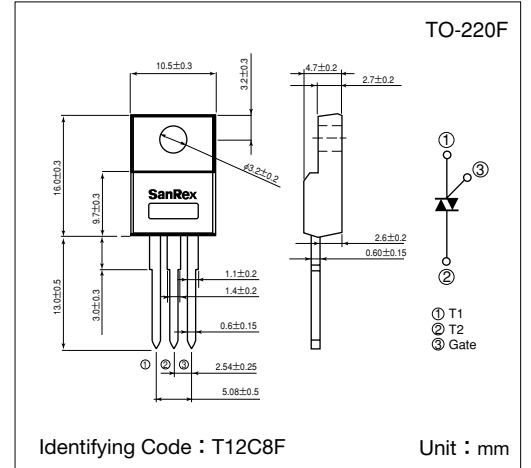 TO-220F
10.5±0.3
3.2±0.3
4.7±0.2
2.7±0.2
16.0±0.3
9.7±0.3
φ3.2±0.2
SanRex
①
③
②
13.0±0.5
3.0±0.3
1.1±0.2
1.4±0.2
0.6±0.15
2.6±0.2
0.60±0.15
① ② ③
2.54±0.25
5.08±0.5
① T1
② T2
③ Gate
Identifying Code：T12C8F
Unit：mm